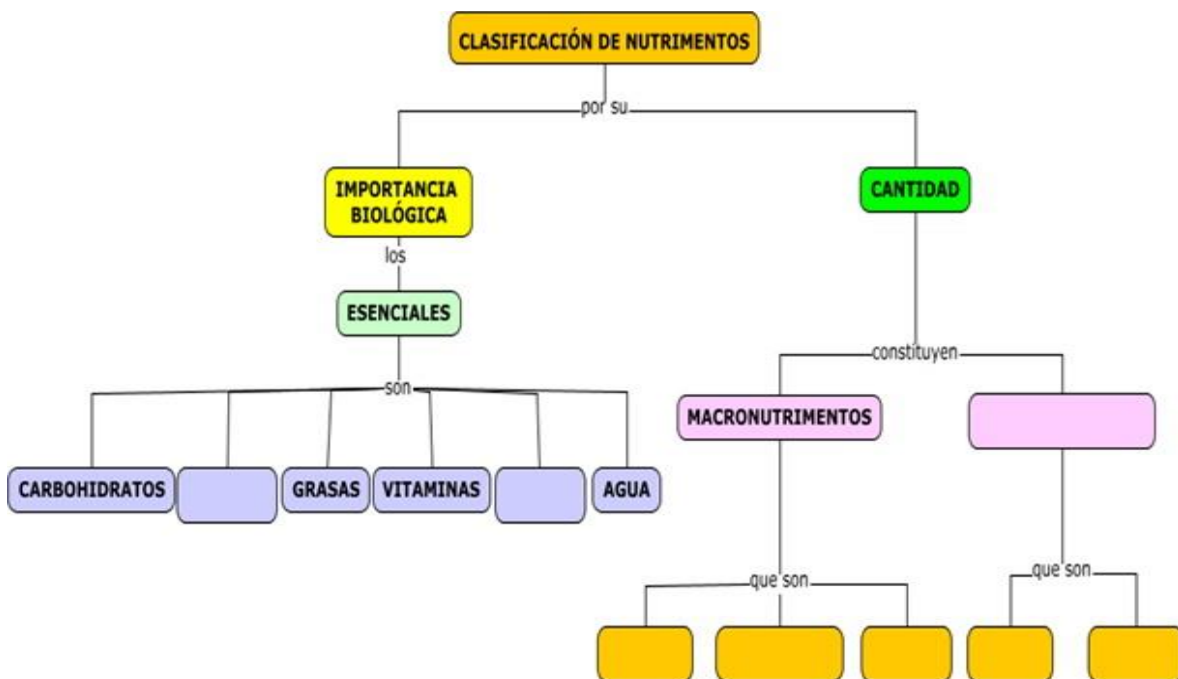 CLASIFICACIÓN DE NUTRIMENTOS
por su
IMPORTANCIA
BIOLÓGICA
CANTIDAD
los
ESENCIALES
constituyen
son
MACRONUTRIMENTOS
CARBOHIDRATOS
GRASAS
VITAMINAS
AGUA
que son
que son